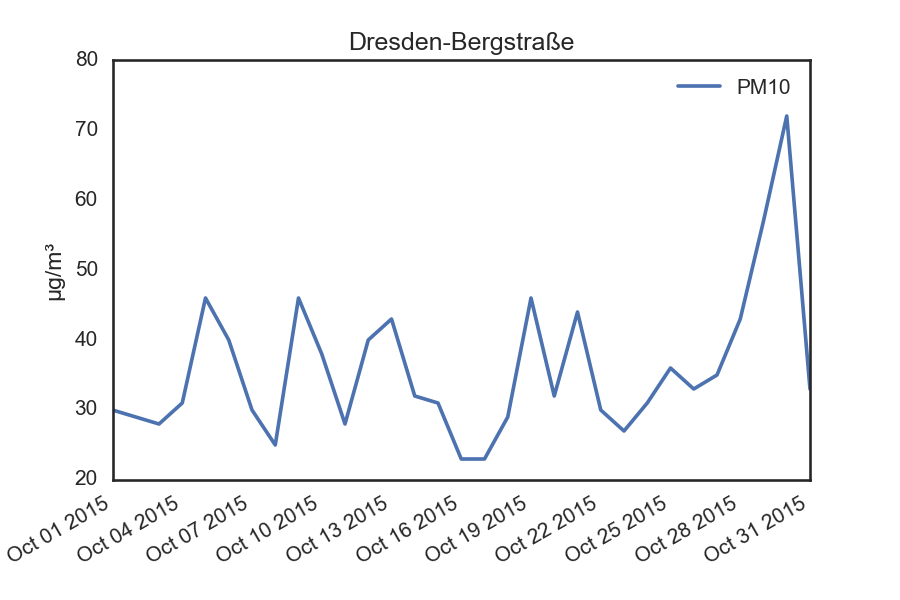 Dresden-Bergstraße
80
70
60
50
40
30
20
µg/m³
PM10
Oct 01 2015
Oct 04 2015
Oct 07 2015
Oct 10 2015
Oct 13 2015
Oct 16 2015
Oct 19 2015
Oct 22 2015
Oct 25 2015
Oct 28 2015
Oct 31 2015